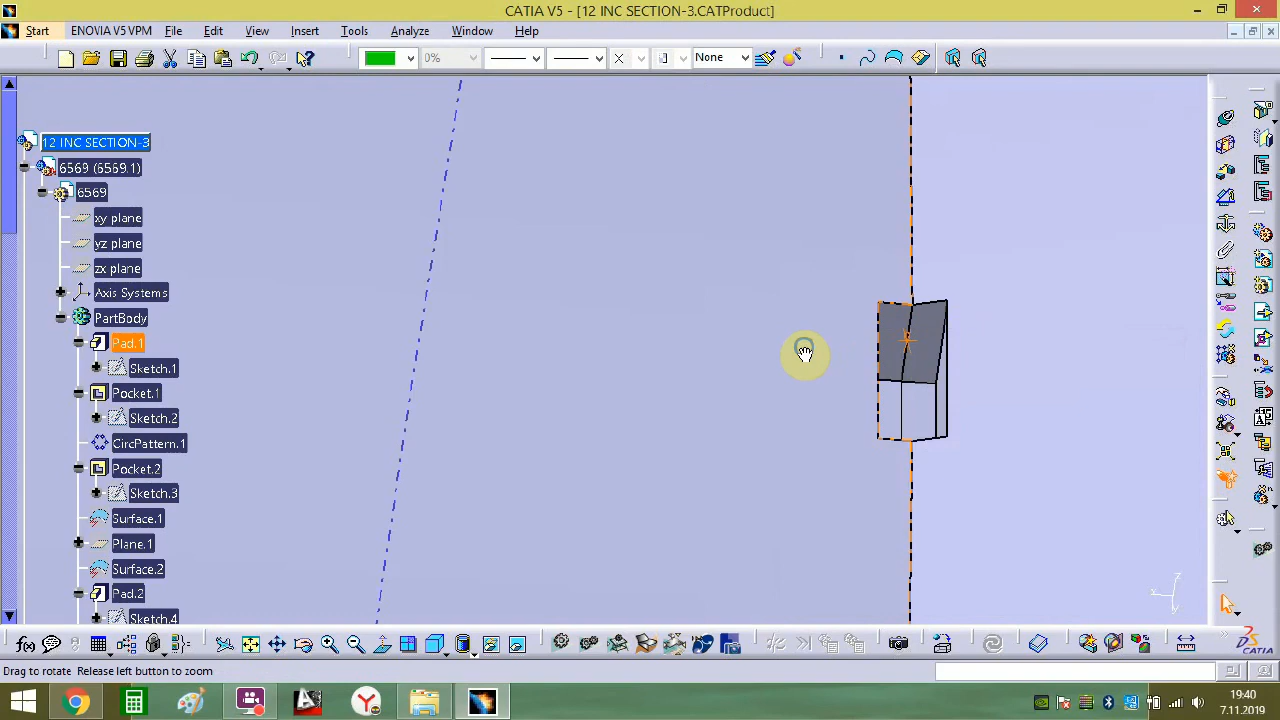 CATIA V5 - [12 INC SECTION-3.CATProduct]
Start ENOVIA V5 VPM File Edit View Insert Tools Analyze Window Help
0% None
12 INC SECTION-3
6569 (6569.1)
6569
xy plane
yz plane
zx plane
Axis Systems
PartBody
Pad.1
Sketch.1
Pocket.1
Sketch.2
CircPattern.1
Pocket.2
Sketch.3
Surface.1
Plane.1
Surface.2
Pad.2
Sketch.4
z
x
y
CATIA
Drag to rotate Release left button to zoom
19:40
7.11.2019